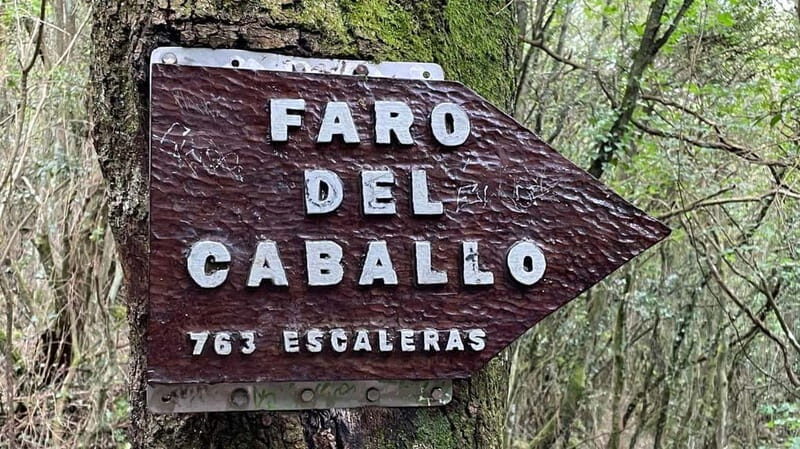 FARO
DEL
CABALLO
763 ESCALERAS